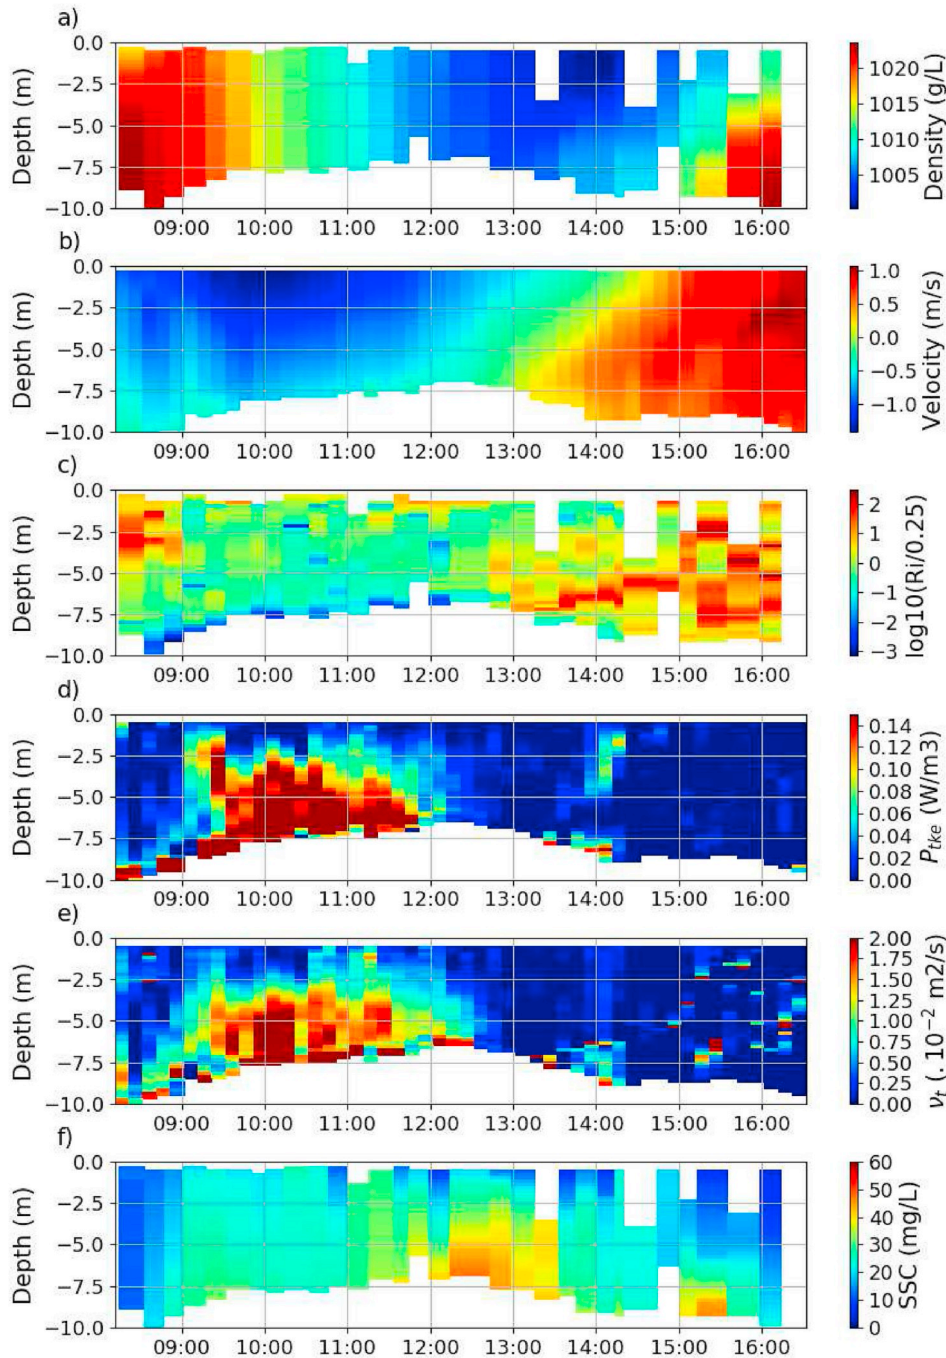 a)
0.0
−2.5
−5.0
−7.5
−10.0
Depth (m)
09:00 10:00 11:00 12:00 13:00 14:00 15:00 16:00
1020
1015
1010
1005
Density (g/L)
b)
0.0
−2.5
−5.0
−7.5
−10.0
Depth (m)
09:00 10:00 11:00 12:00 13:00 14:00 15:00 16:00
1.0
0.5
0.0
−0.5
−1.0
Velocity (m/s)
c)
0.0
−2.5
−5.0
−7.5
−10.0
Depth (m)
09:00 10:00 11:00 12:00 13:00 14:00 15:00 16:00
2
1
0
−1
−2
−3
log10(Ri/0.25)
d)
0.0
−2.5
−5.0
−7.5
−10.0
Depth (m)
09:00 10:00 11:00 12:00 13:00 14:00 15:00 16:00
0.14
0.12
0.10
0.08
0.06
0.04
0.02
0.00
Ptke (W/m3)
e)
0.0
−2.5
−5.0
−7.5
−10.0
Depth (m)
09:00 10:00 11:00 12:00 13:00 14:00 15:00 16:00
2.00
1.75
1.50
1.25
1.00
0.75
0.50
0.25
0.00
νt (. 10−2 m2/s)
f)
0.0
−2.5
−5.0
−7.5
−10.0
Depth (m)
09:00 10:00 11:00 12:00 13:00 14:00 15:00 16:00
60
50
40
30
20
10
0
SSC (mg/L)